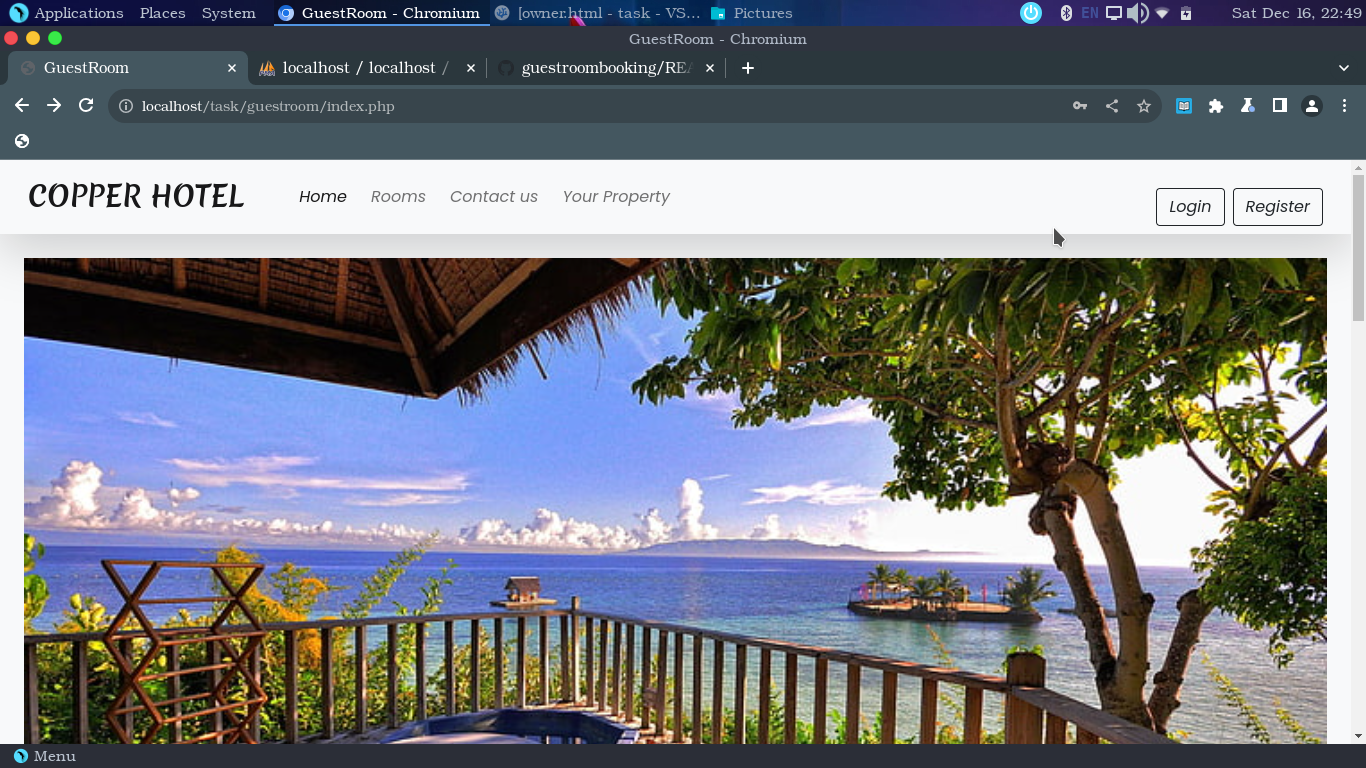 Applications Places System GuestRoom - Chromium [owner.html - task - VS... Pictures EN Sat Dec 16, 22:49
GuestRoom - Chromium
GuestRoom localhost / localhost / guestroombooking/REA
localhost/task/guestroom/index.php
COPPER HOTEL Home Rooms Contact us Your Property Login Register
Menu